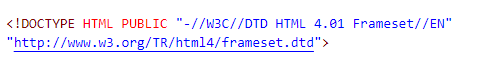 <!DOCTYPE HTML PUBLIC "-//W3C//DTD HTML 4.01 Frameset//EN"
"http://www.w3.org/TR/html4/frameset.dtd">